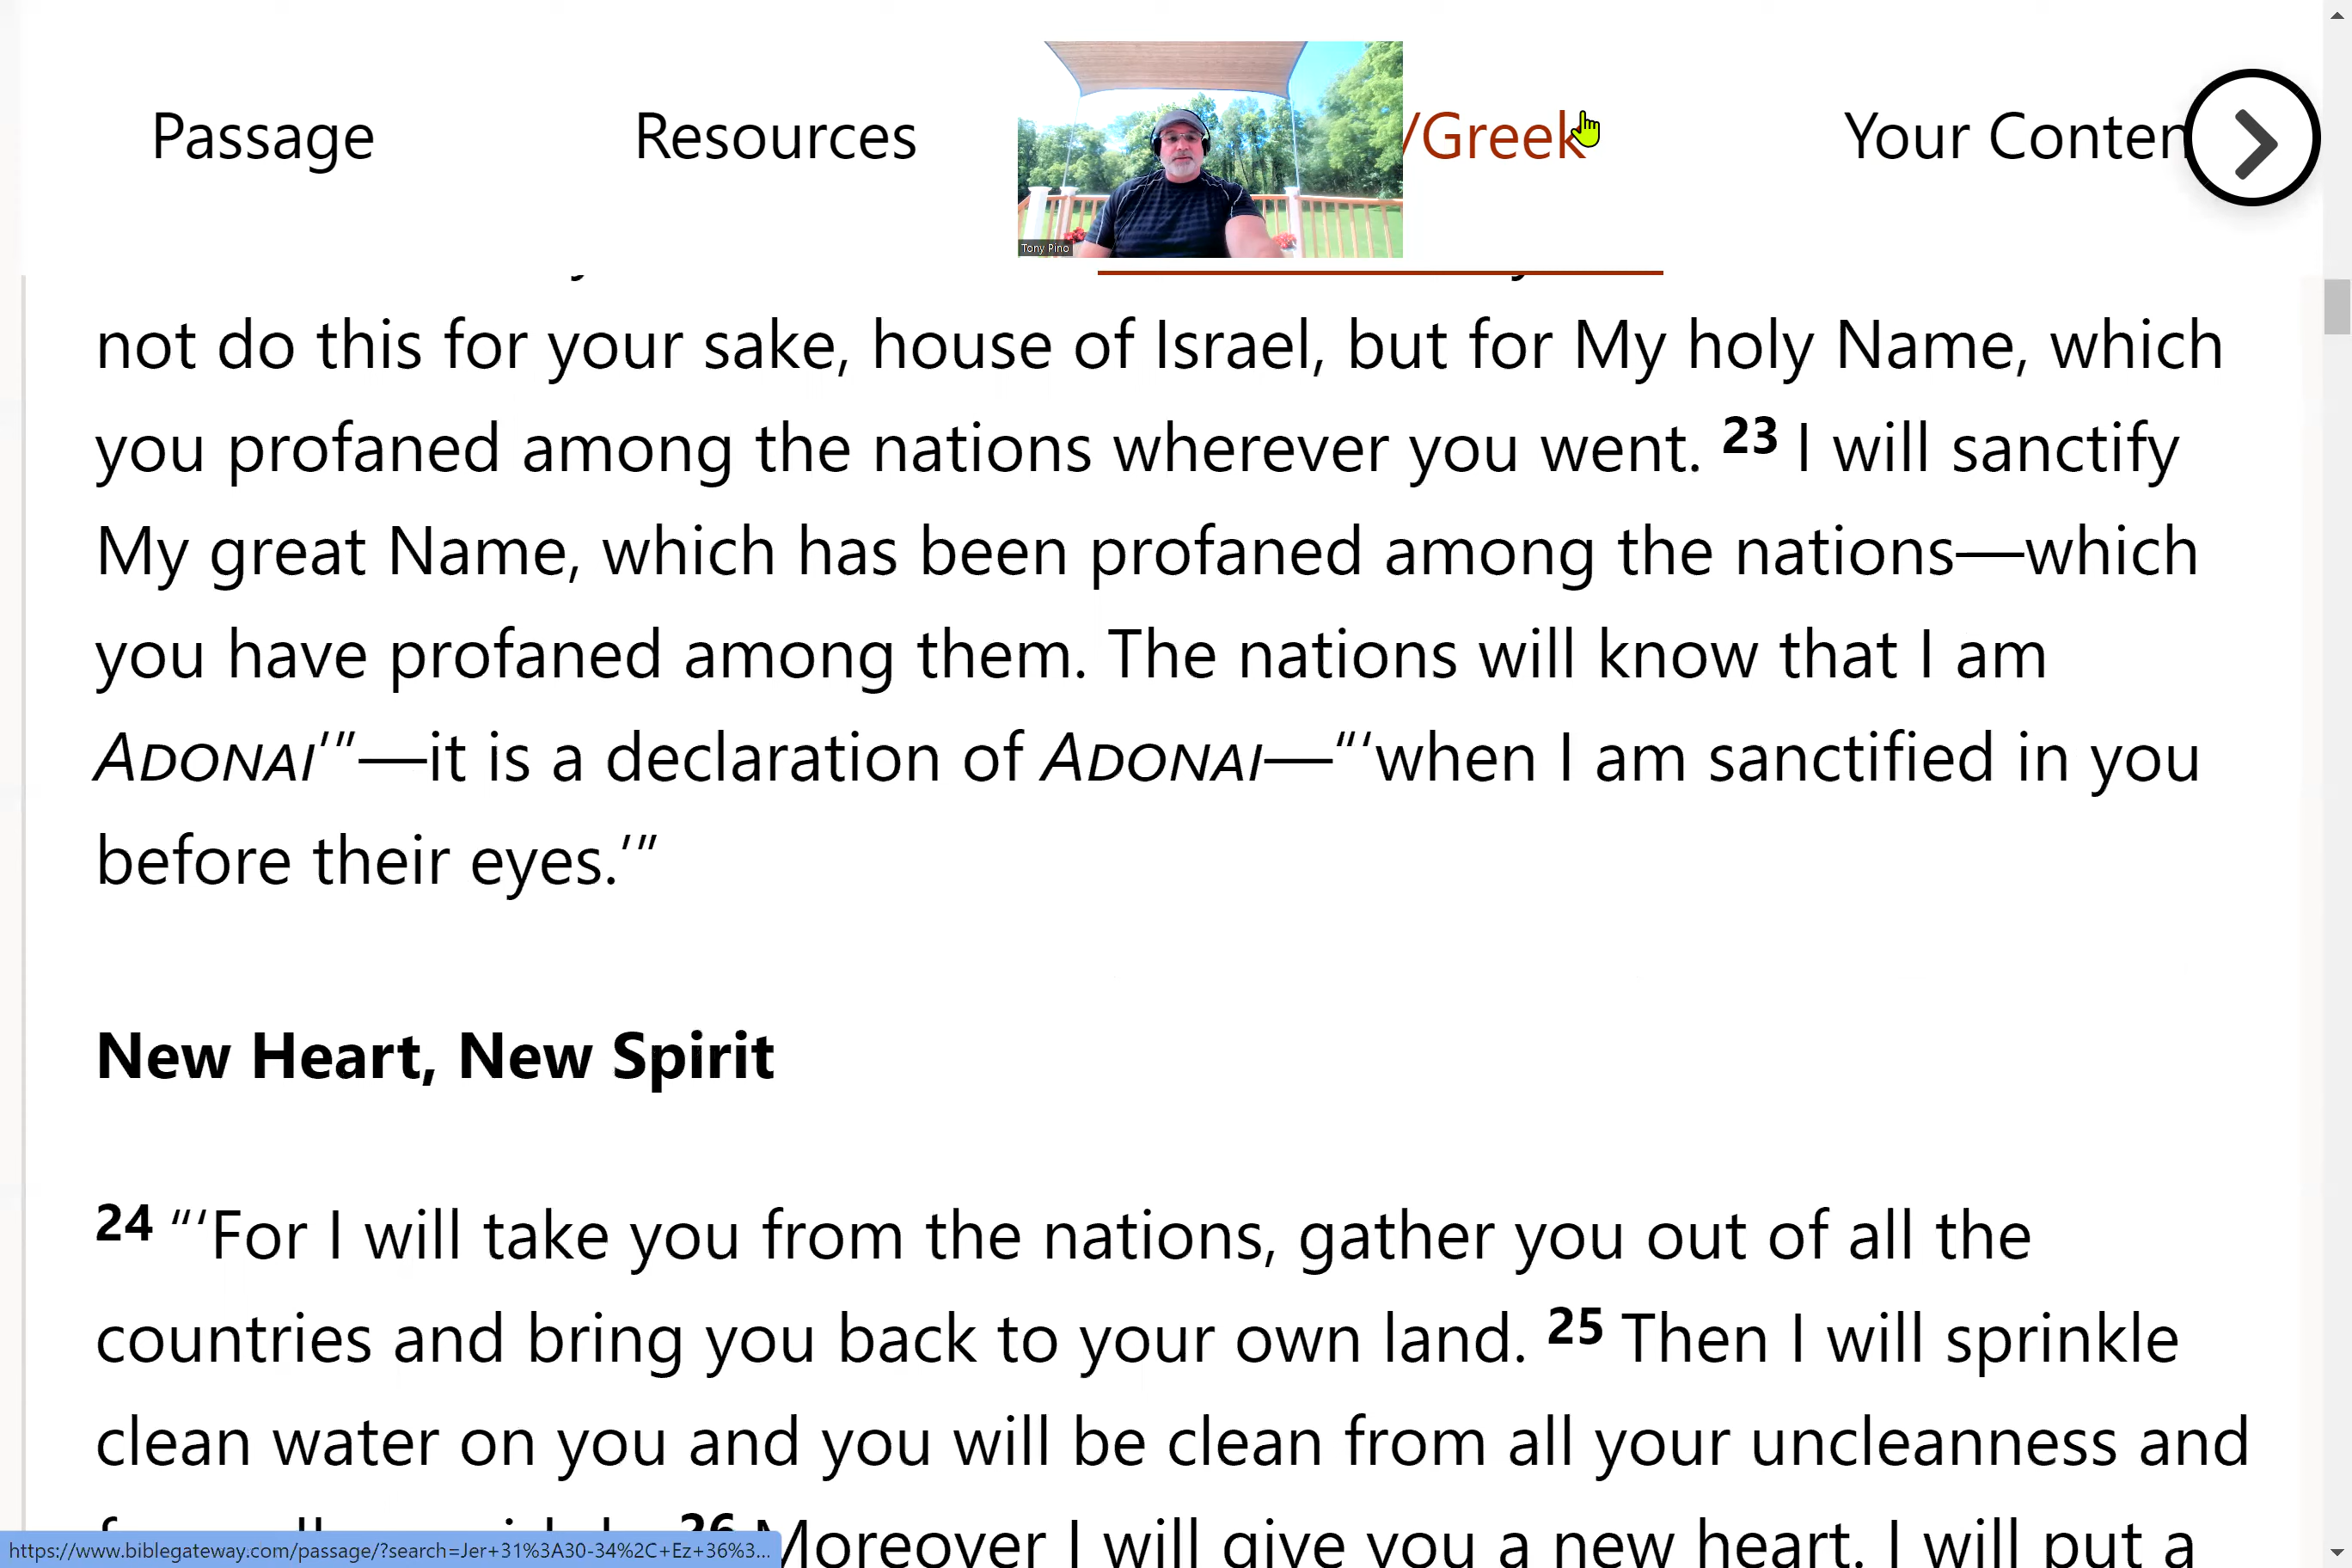 Passage
Resources
/Greek
Your Conten
Tony Pino
not do this for your sake, house of Israel, but for My holy Name, which
you profaned among the nations wherever you went. 23 I will sanctify
My great Name, which has been profaned among the nations—which
you have profaned among them. The nations will know that I am
ADONAI’”—it is a declaration of ADONAI—“‘when I am sanctified in you
before their eyes.’”
New Heart, New Spirit
24 “‘For I will take you from the nations, gather you out of all the
countries and bring you back to your own land. 25 Then I will sprinkle
clean water on you and you will be clean from all your uncleanness and
26 Moreover I will give you a new heart. I will put a
https://www.biblegateway.com/passage/?search=Jer+31%3A30-34%2C+Ez+36%3...